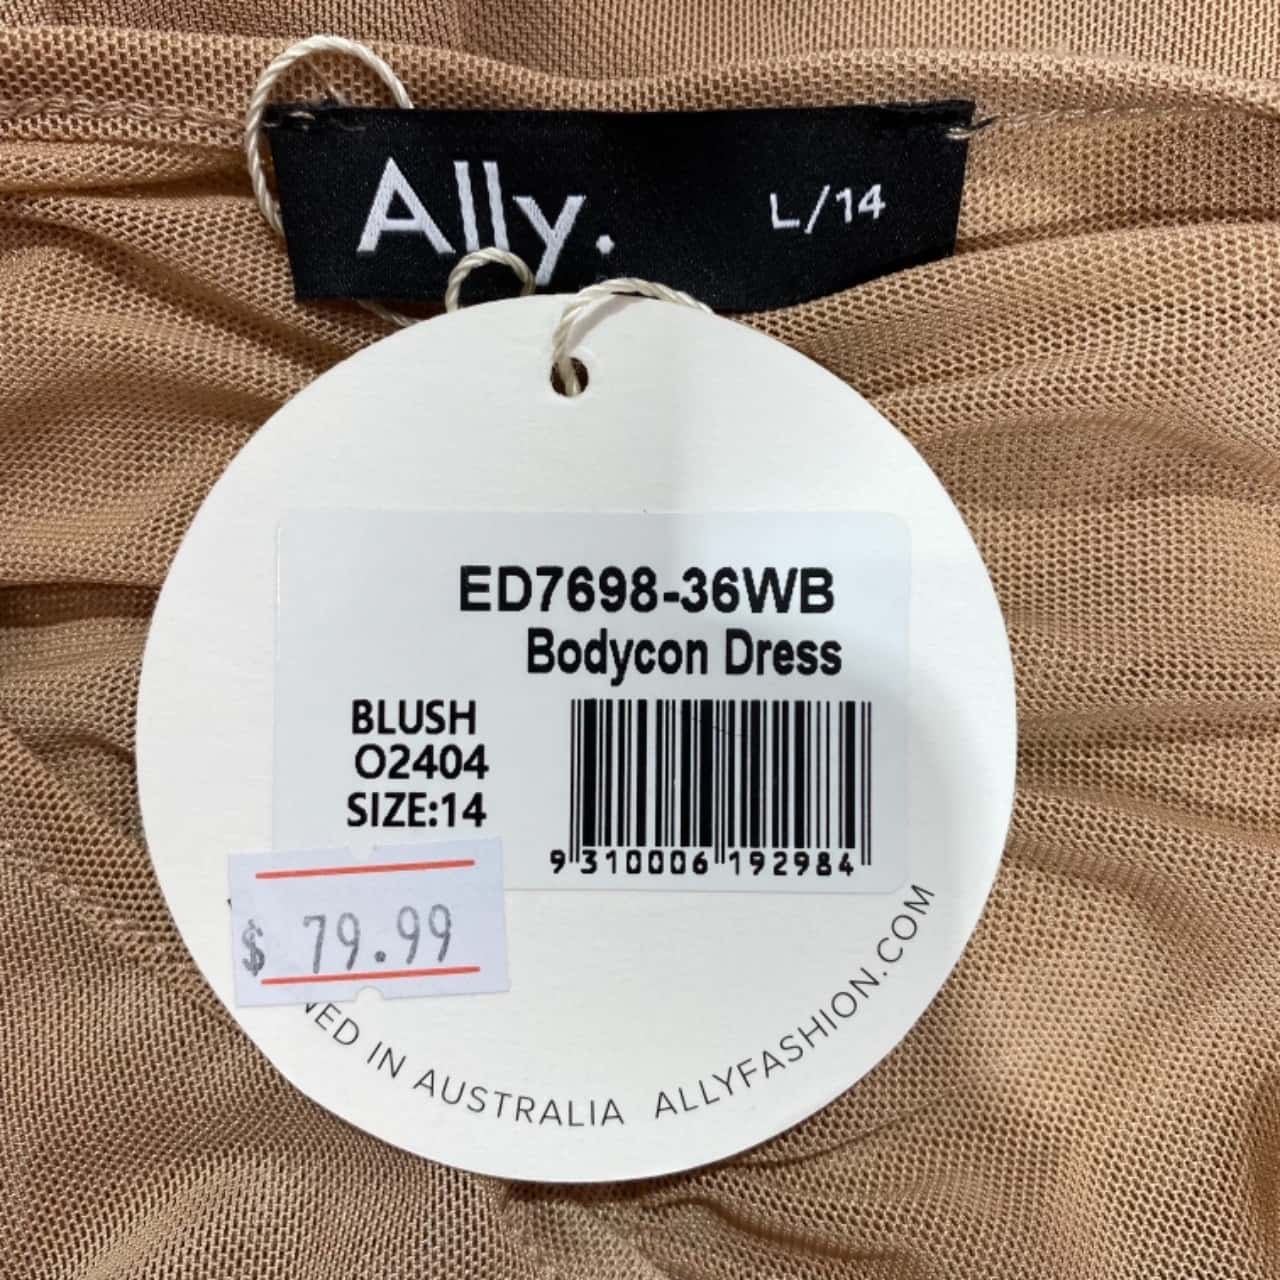 Ally.
L/14
ED7698-36WB
Bodycon Dress
BLUSH
O2404
SIZE:14
9 310006 192984
$ 79.99
IN AUSTRALIA ALLYFASHION.COM